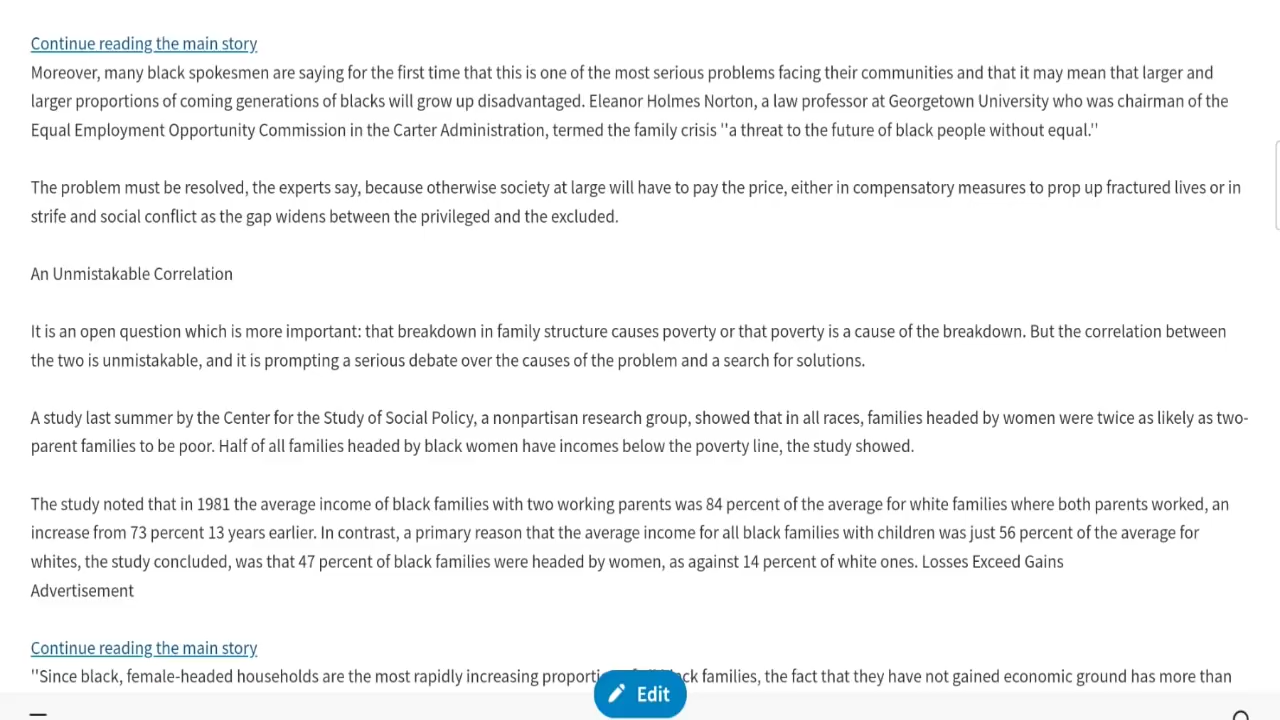 Continue reading the main story
Moreover, many black spokesmen are saying for the first time that this is one of the most serious problems facing their communities and that it may mean that larger and
larger proportions of coming generations of blacks will grow up disadvantaged. Eleanor Holmes Norton, a law professor at Georgetown University who was chairman of the
Equal Employment Opportunity Commission in the Carter Administration, termed the family crisis ''a threat to the future of black people without equal.''
The problem must be resolved, the experts say, because otherwise society at large will have to pay the price, either in compensatory measures to prop up fractured lives or in
strife and social conflict as the gap widens between the privileged and the excluded.
An Unmistakable Correlation
It is an open question which is more important: that breakdown in family structure causes poverty or that poverty is a cause of the breakdown. But the correlation between
the two is unmistakable, and it is prompting a serious debate over the causes of the problem and a search for solutions.
A study last summer by the Center for the Study of Social Policy, a nonpartisan research group, showed that in all races, families headed by women were twice as likely as two-
parent families to be poor. Half of all families headed by black women have incomes below the poverty line, the study showed.
The study noted that in 1981 the average income of black families with two working parents was 84 percent of the average for white families where both parents worked, an
increase from 73 percent 13 years earlier. In contrast, a primary reason that the average income for all black families with children was just 56 percent of the average for
whites, the study concluded, was that 47 percent of black families were headed by women, as against 14 percent of white ones. Losses Exceed Gains
Advertisement
Continue reading the main story
''Since black, female-headed households are the most rapidly increasing families, the fact that they have not gained economic ground has more than
Edit